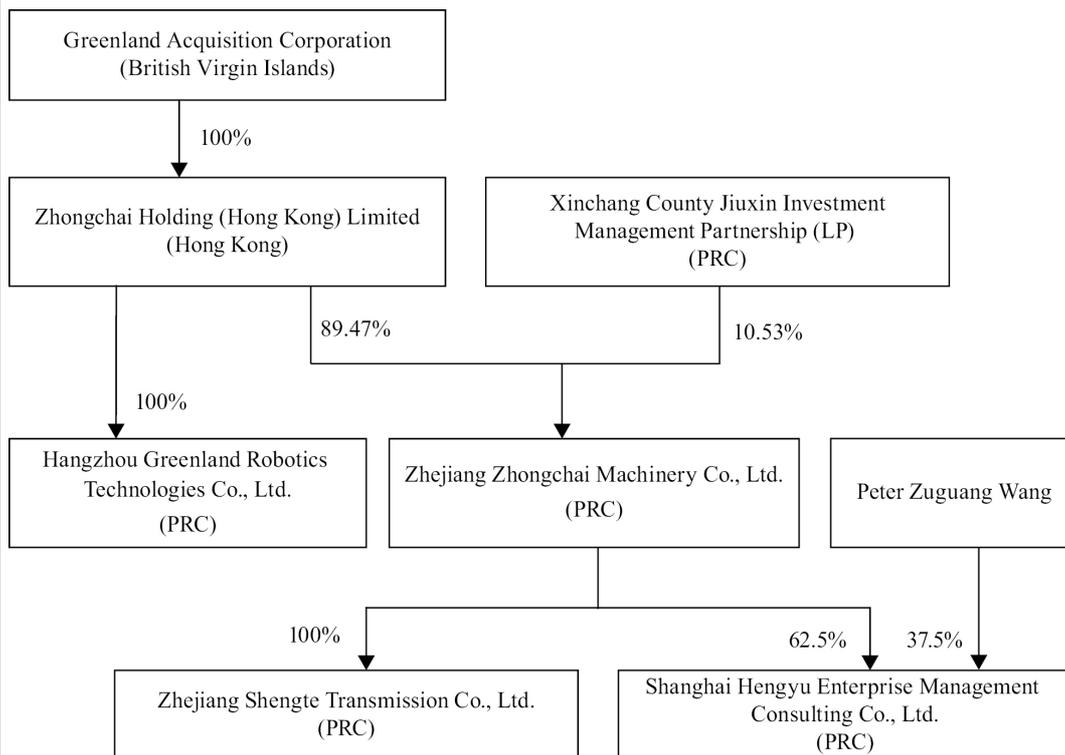 Greenland Acquisition Corporation
(British Virgin Islands)
100%
Zhongchai Holding (Hong Kong) Limited
(Hong Kong)
Xinchang County Jiuxin Investment
Management Partnership (LP)
(PRC)
89.47%
10.53%
100%
Hangzhou Greenland Robotics
Technologies Co., Ltd.
(PRC)
Zhejiang Zhongchai Machinery Co., Ltd.
(PRC)
Peter Zuguang Wang
100%
62.5%
37.5%
Zhejiang Shengte Transmission Co., Ltd.
(PRC)
Shanghai Hengyu Enterprise Management
Consulting Co., Ltd.
(PRC)